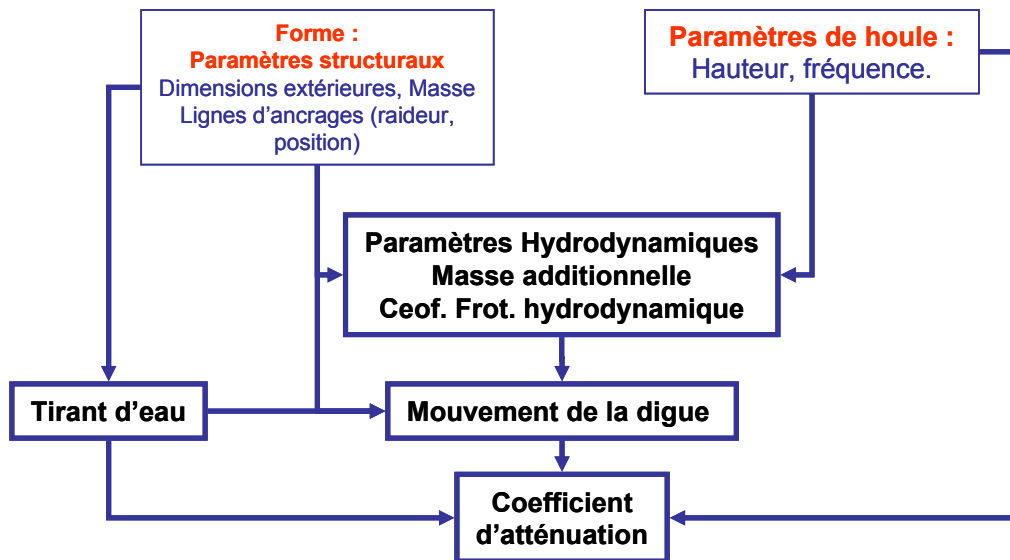 Forme :
Paramètres structuraux
Dimensions extérieures, Masse
Lignes d'ancrages (raideur,
position)
Paramètres de houle :
Hauteur, fréquence.
Paramètres Hydrodynamiques
Masse additionnelle
Ceof. Frot. hydrodynamique
Tirant d'eau
Mouvement de la digue
Coefficient
d'atténuation